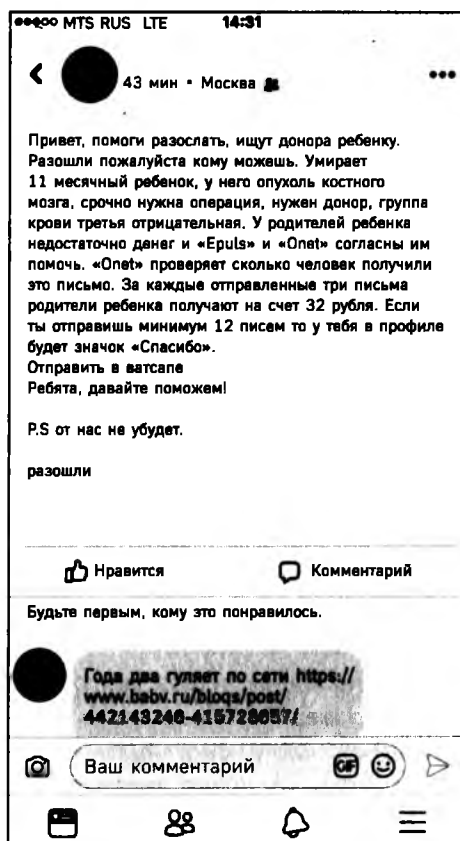 MTS RUS LTE 14:31
43 мин • Москва
Привет, помоги разослать, ищут донора ребенку.
Разошли пожалуйста кому можешь. Умирает
11 месячный ребенок, у него опухоль костного
мозга, срочно нужна операция, нужен донор, группа
крови третья отрицательная. У родителей ребенка
недостаточно денег и «Epuls» и «Onet» согласны им
помочь. «Onet» проверяет сколько человек получили
это письмо. За каждые отправленные три письма
родители ребенка получают на счет 32 рубля. Если
ты отправишь минимум 12 писем то у тебя в профиле
будет значок «Спасибо».
Отправить в ватсапе
Ребята, давайте поможем!
P.S от нас не убудет.
разошли
Нравится Комментарий
Будьте первым, кому это понравилось.
Года два гуляет по сети https://
www.babv.ru/blogs/post/
Ваш комментарий GIF